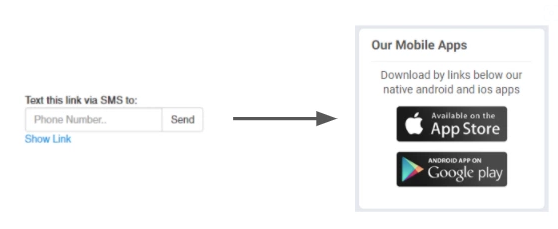 Text this link via SMS to:
Phone Number..
Send
Show Link
Our Mobile Apps
Download by links below our
native android and ios apps
Available on the
App Store
ANDROID APP ON
Google play